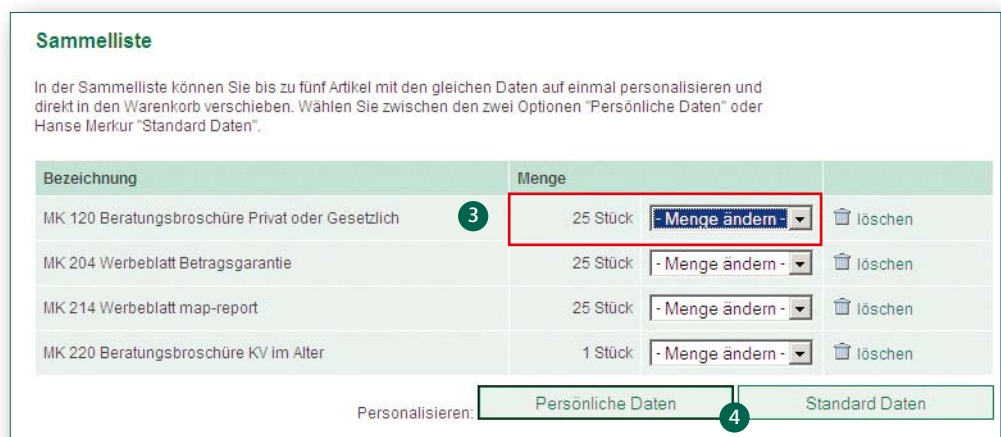 Sammelliste
In der Sammelliste können Sie bis zu fünf Artikel mit den gleichen Daten auf einmal personalisieren und
direkt in den Warenkorb verschieben. Wählen Sie zwischen den zwei Optionen "Persönliche Daten" oder
Hanse Merkur "Standard Daten".
Bezeichnung Menge
MK 120 Beratungsbroschüre Privat oder Gesetzlich 3 25 Stück - Menge ändern - löschen
MK 204 Werbeblatt Betragsgarantie 25 Stück - Menge ändern - löschen
MK 214 Werbeblatt map-report 25 Stück - Menge ändern - löschen
MK 220 Beratungsbroschüre KV im Alter 1 Stück - Menge ändern - löschen
Personalisieren: Persönliche Daten 4 Standard Daten